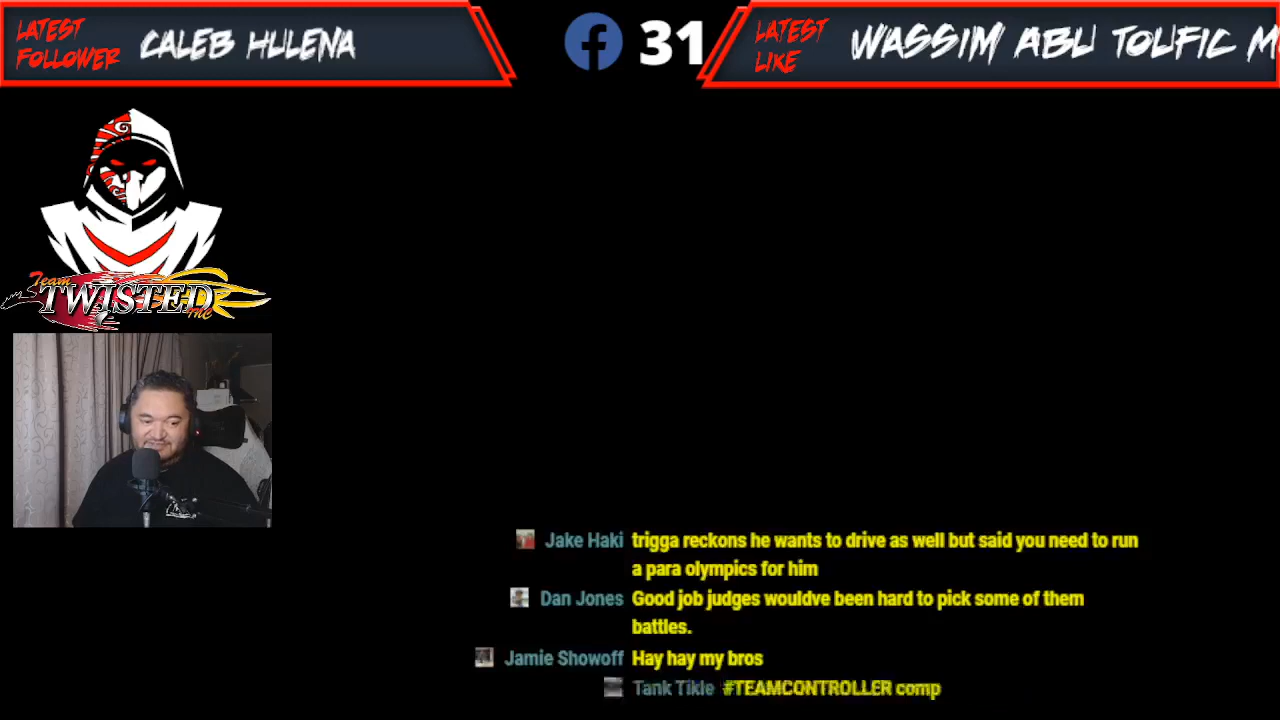 LATEST FOLLOWER CALEB HULENA
31
LATEST LIKE WASSIM ABU TOUFIC M
Team
TWISTED
INC
Jake Haki trigga reckons he wants to drive as well but said you need to run
a para olympics for him
Dan Jones Good job judges wouldve been hard to pick some of them
battles.
Jamie Showoff Hay hay my bros
Tank Tikle #TEAMCONTROLLER comp